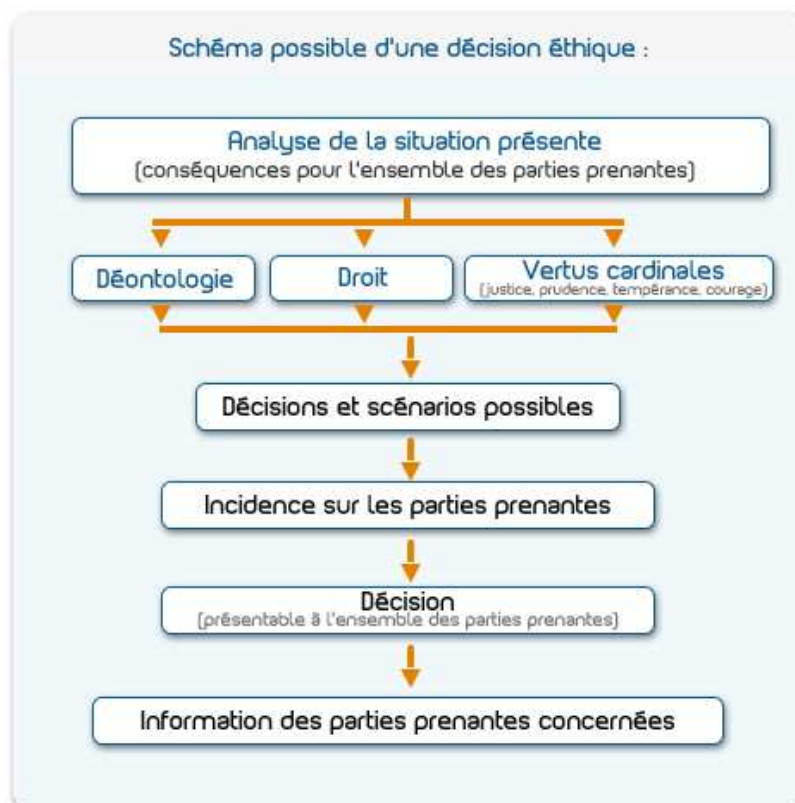 Schéma possible d'une décision éthique :
Analyse de la situation présente
(conséquences pour l'ensemble des parties prenantes)
Déontologie
Droit
Vertus cardinales
(justice, prudence, tempérance, courage)
Décisions et scénarios possibles
Incidence sur les parties prenantes
Décision
(présentable à l'ensemble des parties prenantes)
Information des parties prenantes concernées